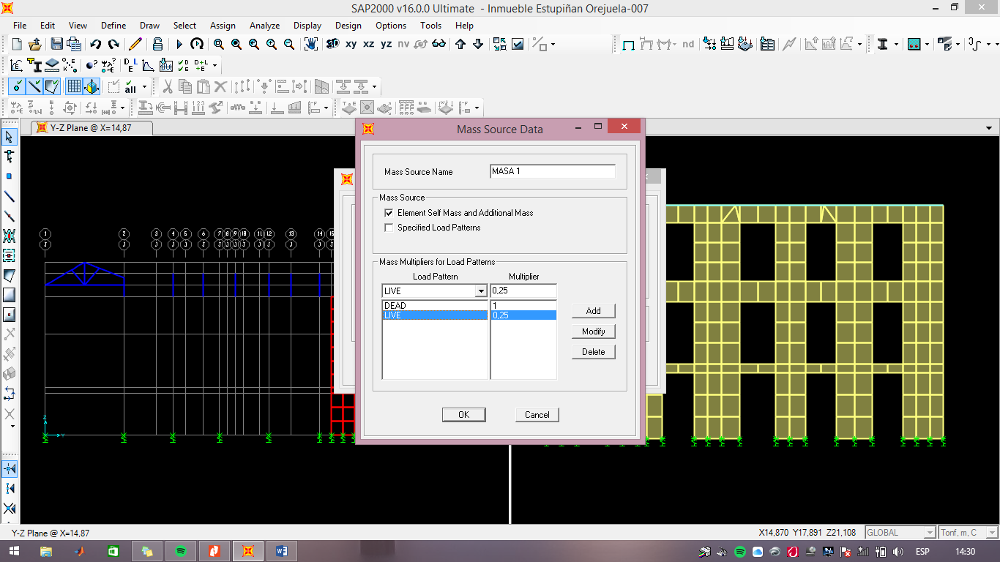 SAP2000 v16.0.0 Ultimate - Inmueble Estupiñan Orejuela-007
File Edit View Define Draw Select Assign Analyze Display Design Options Tools Help
3D xy xz yz nv nd
all
Y-Z Plane @ X=14,87
Mass Source Data
Mass Source Name MASA 1
Mass Source
Element Self Mass and Additional Mass
Specified Load Patterns
Mass Multipliers for Load Patterns
Load Pattern Multiplier
LIVE 0,25
DEAD 1
LIVE 0,25
Add
Modify
Delete
OK Cancel
1 2 3 4 5 6 7 8 9 10 11 12 13 14 15
J J J J J J J J J J J J J J J
Z
Y
Y-Z Plane @ X=14,87 X14,870 Y17,891 Z21,108 GLOBAL Tonf, m, C
ESP 14:30